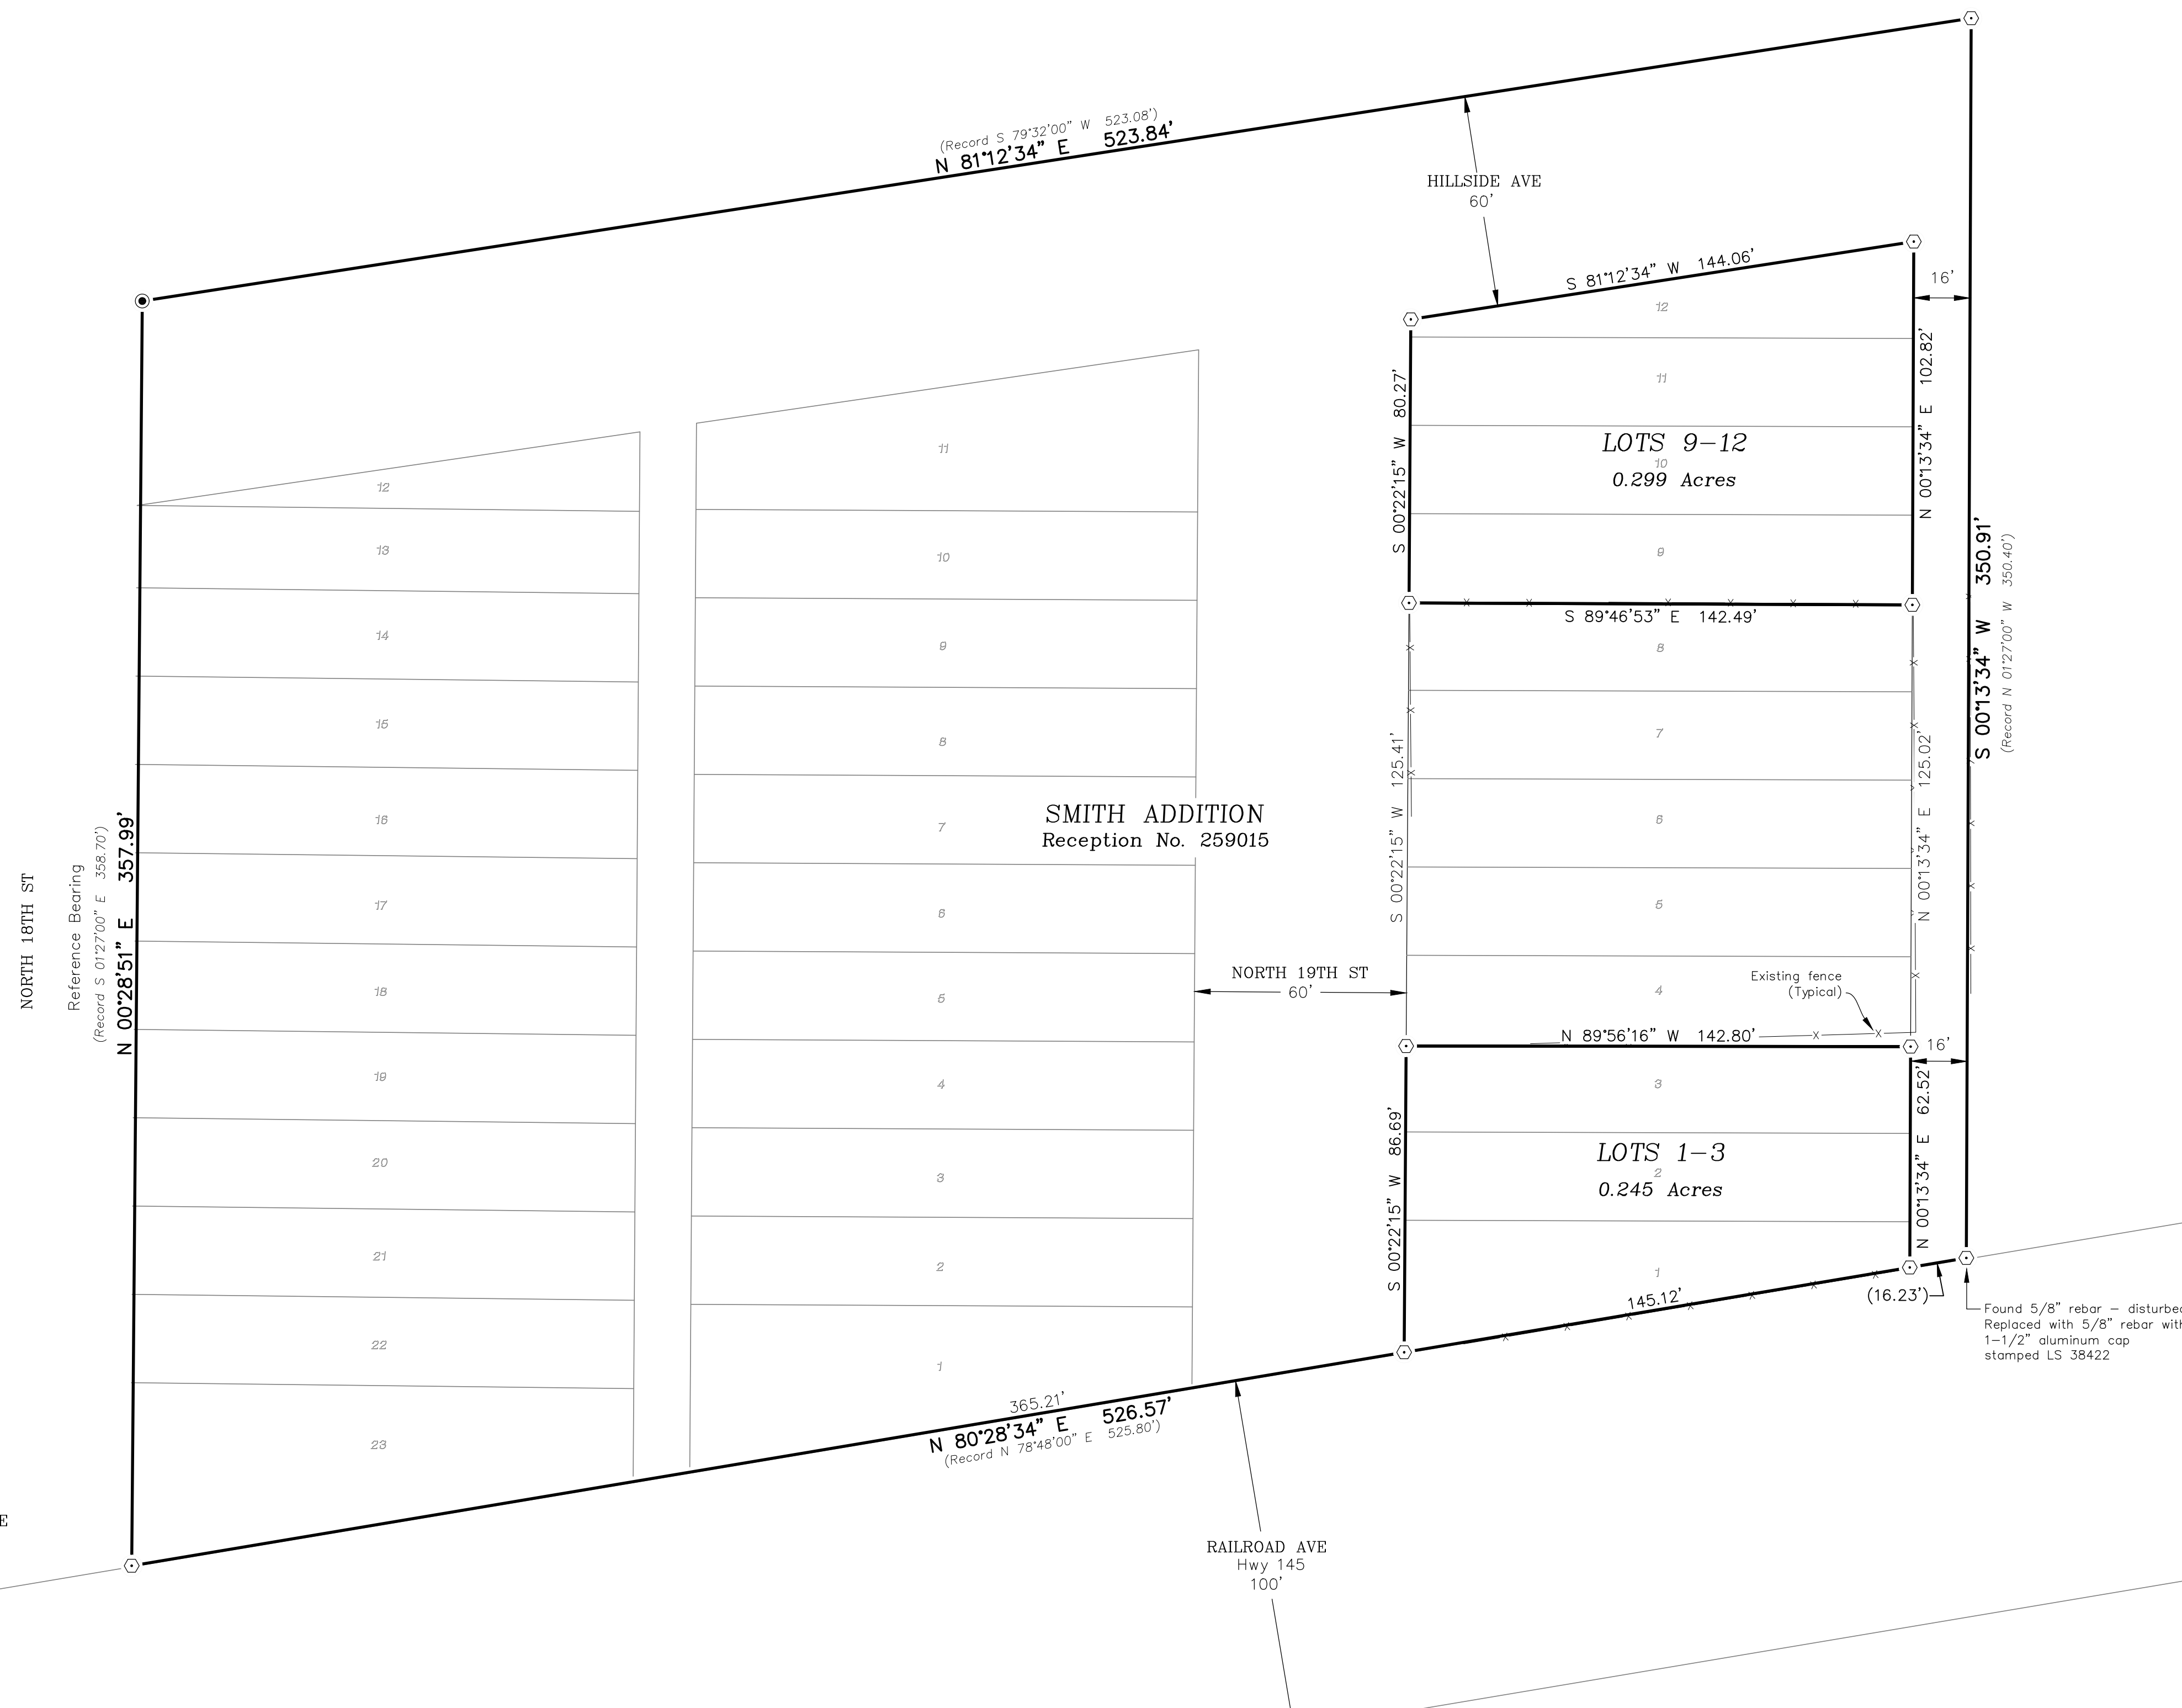 (Record S 79°32'00" W 523.08')
N 81°12'34" E 523.84'
HILLSIDE AVE
60'
S 81°12'34" W 144.06'
16'
12
11
LOTS 9-12
10
0.299 Acres
9
S 00°22'15" W 80.27'
N 00°13'34" E 102.82'
S 89°46'53" E 142.49'
S 00°13'34" W 350.91'
(Record N 01°27'00" W 350.40')
8
7
6
5
4
S 00°22'15" W 125.41'
N 00°13'34" E 125.02'
Existing fence
(Typical)
N 89°56'16" W 142.80'
16'
3
LOTS 1-3
2
0.245 Acres
1
S 00°22'15" W 86.69'
N 00°13'34" E 62.52'
145.12'
(16.23')
Found 5/8" rebar - disturbed
Replaced with 5/8" rebar with
1-1/2" aluminum cap
stamped LS 38422
SMITH ADDITION
Reception No. 259015
NORTH 19TH ST
60'
11
10
9
8
7
6
5
4
3
2
1
12
13
14
15
16
17
18
19
20
21
22
23
NORTH 18TH ST
Reference Bearing
(Record S 01°27'00" E 358.70')
N 00°28'51" E 357.99'
365.21'
N 80°28'34" E 526.57'
(Record N 78°48'00" E 525.80')
RAILROAD AVE
Hwy 145
100'
E